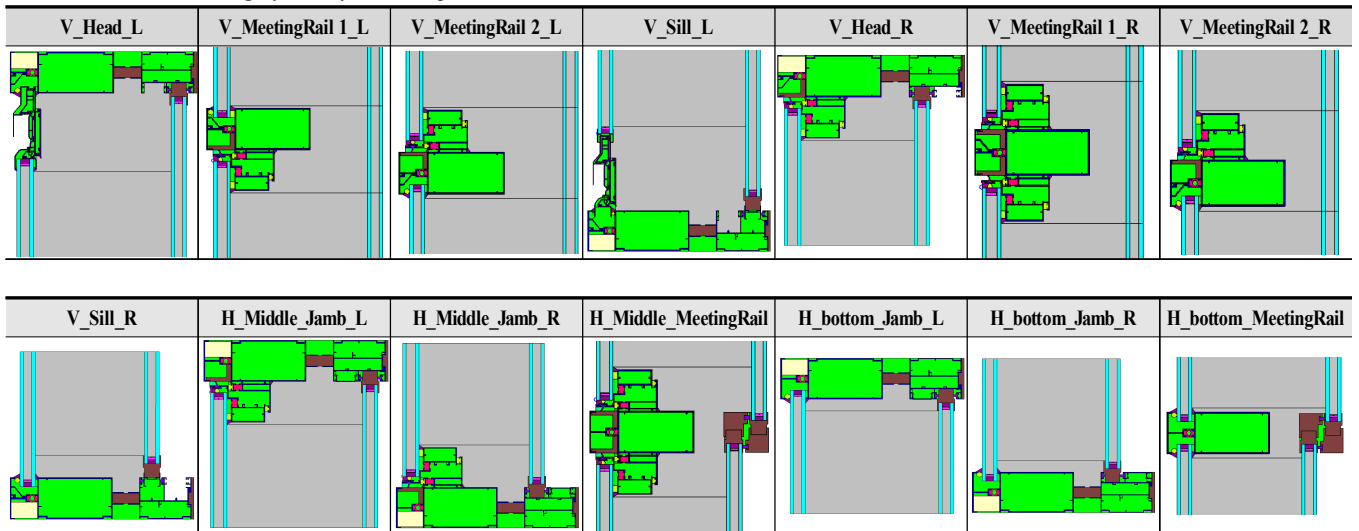 V_Head_L V_MeetingRail 1_L V_MeetingRail 2_L V_Sill_L V_Head_R V_MeetingRail 1_R V_MeetingRail 2_R
V_Sill_R H_Middle_Jamb_L H_Middle_Jamb_R H_Middle_MeetingRail H_bottom_Jamb_L H_bottom_Jamb_R H_bottom_MeetingRail